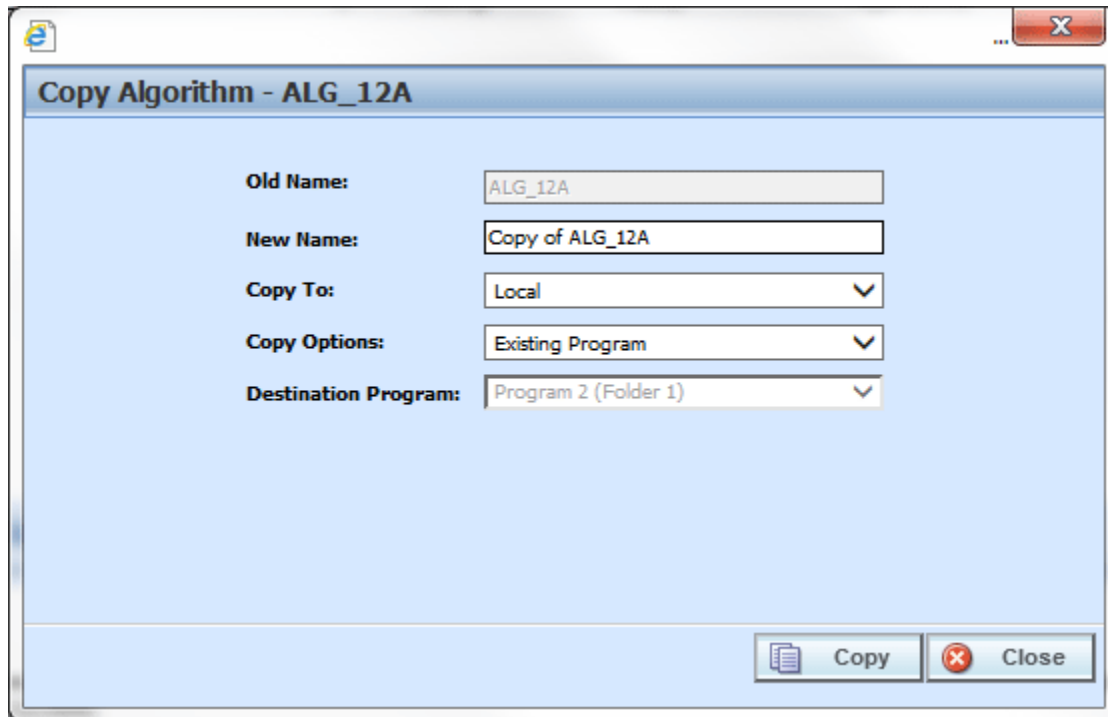 ...
Copy Algorithm - ALG_12A
Old Name: ALG_12A
New Name: Copy of ALG_12A
Copy To: Local
Copy Options: Existing Program
Destination Program: Program 2 (Folder 1)
Copy Close